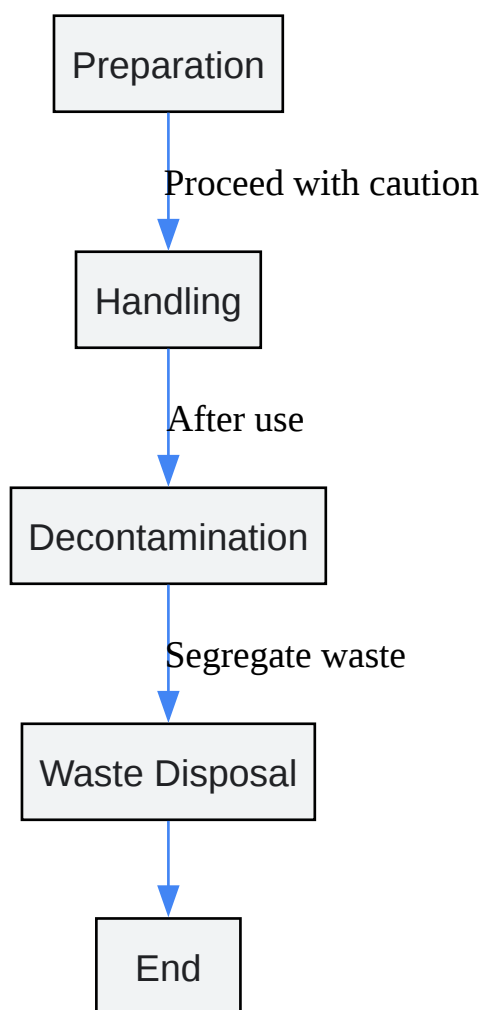 Preparation
Proceed with caution
Handling
After use
Decontamination
Segregate waste
Waste Disposal
End